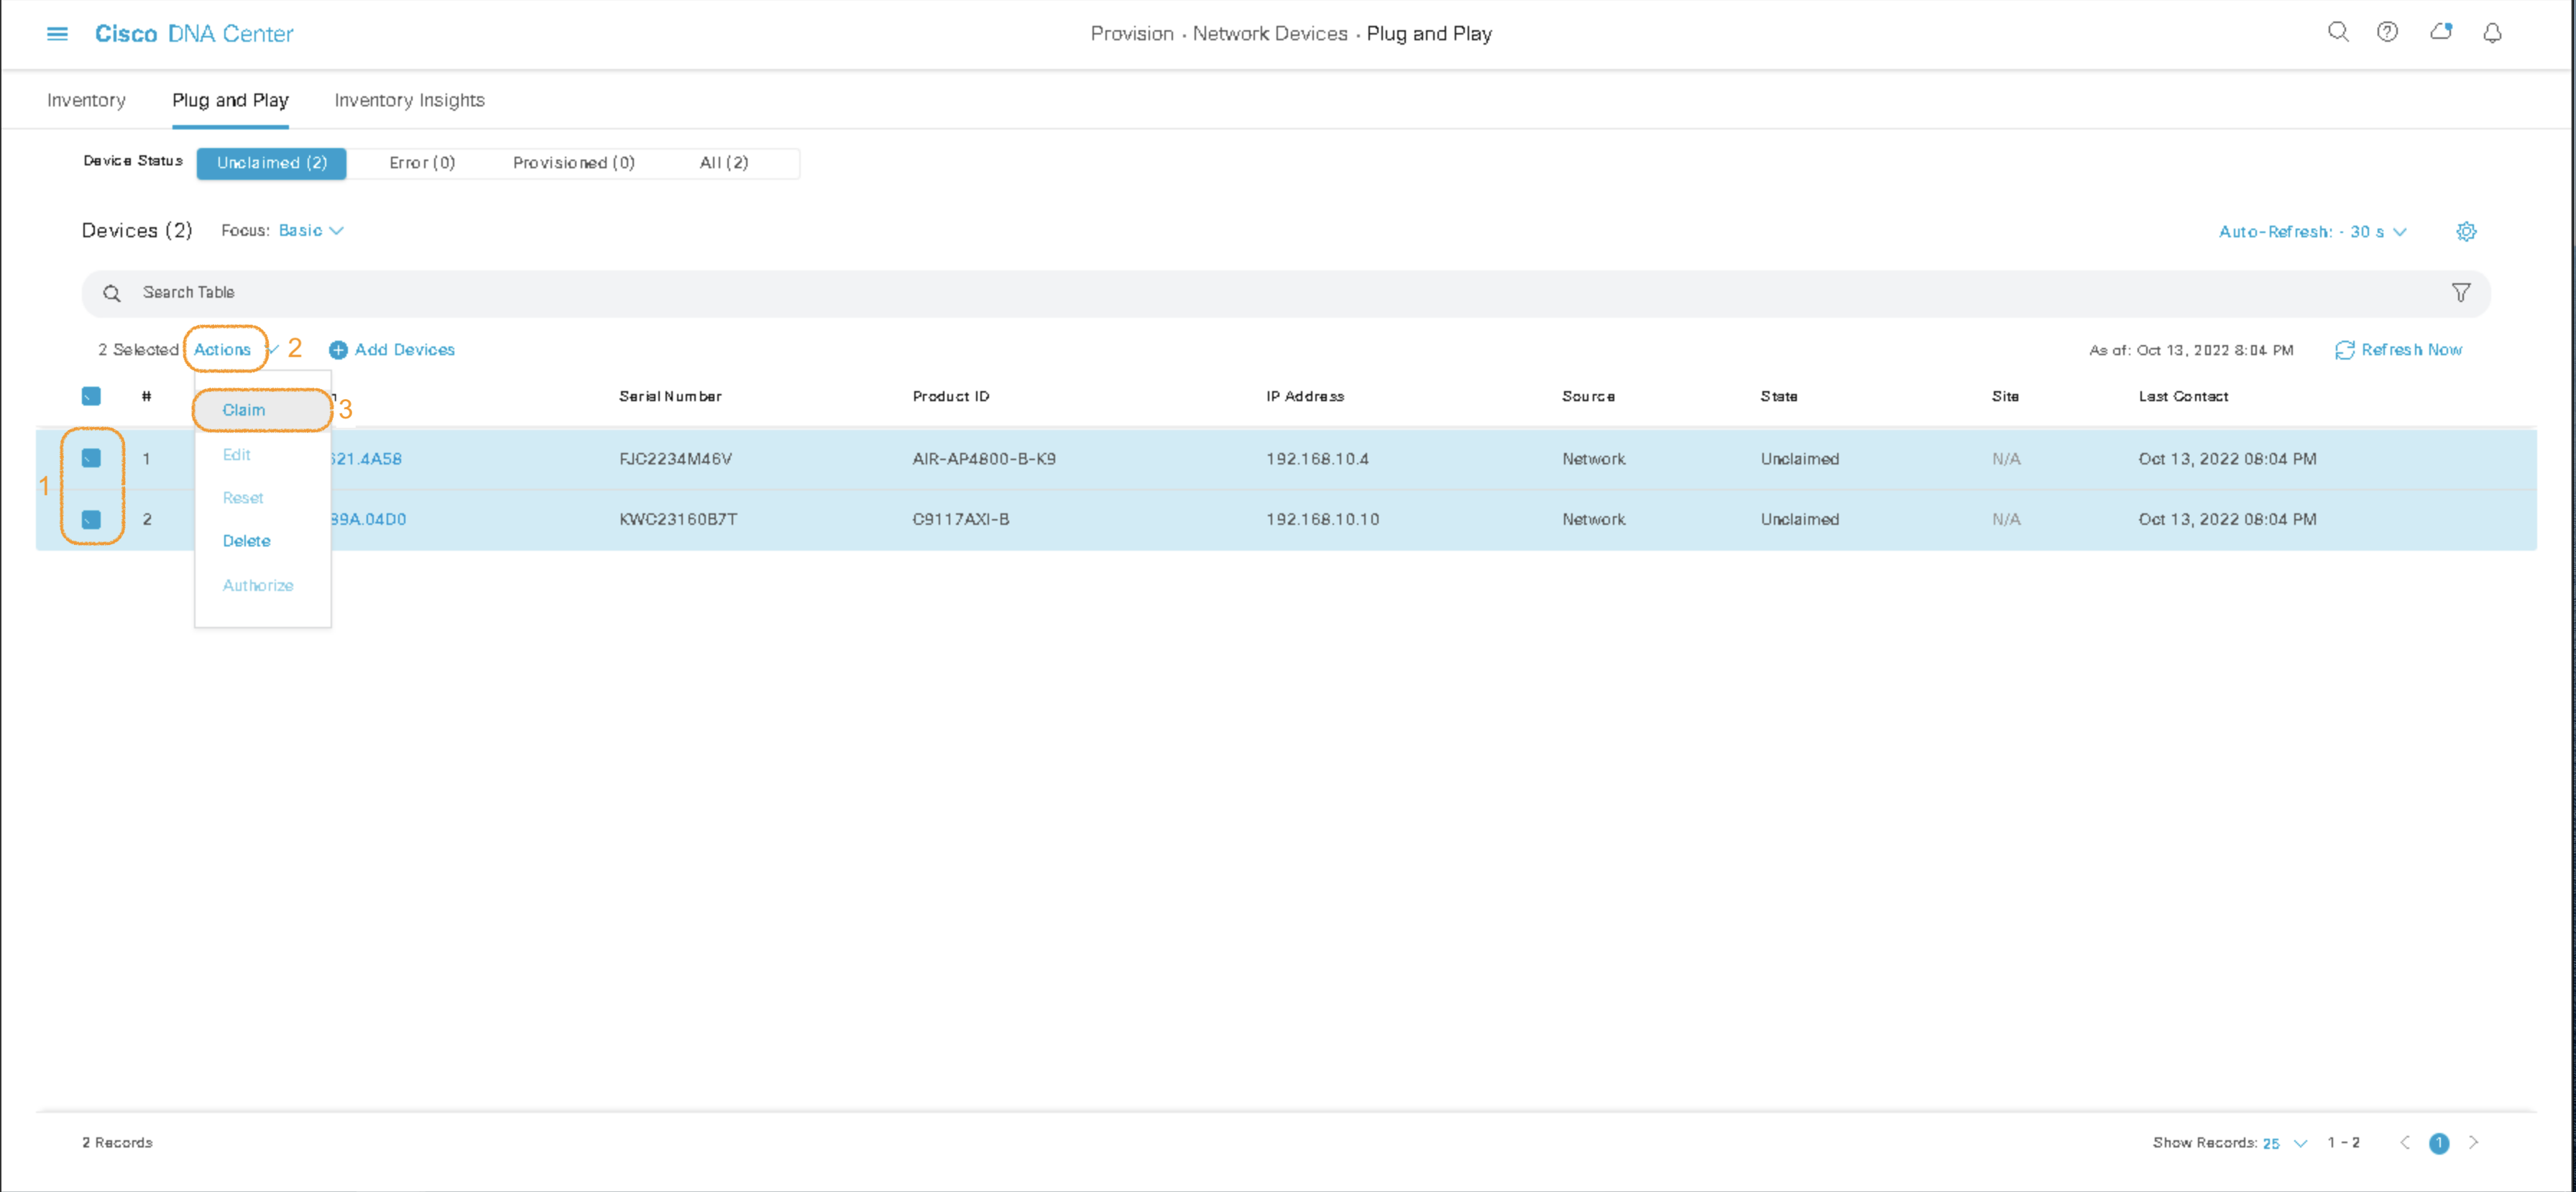 Cisco DNA Center
Provision · Network Devices · Plug and Play
Inventory Plug and Play Inventory Insights
Device Status Unclaimed (2) Error (0) Provisioned (0) All (2)
Devices (2) Focus: Basic Auto-Refresh: - 30 s
Search Table
2 Selected Actions 2 Add Devices As of: Oct 13, 2022 8:04 PM Refresh Now
# Serial Number Product ID IP Address Source State Site Last Contact
Claim 3
1
1 621.4A58 FJC2234M46V AIR-AP4800-B-K9 192.168.10.4 Network Unclaimed N/A Oct 13, 2022 08:04 PM
Edit
Reset
2 89A.04D0 KWC23160B7T C9117AXI-B 192.168.10.10 Network Unclaimed N/A Oct 13, 2022 08:04 PM
Delete
Authorize
2 Records Show Records: 25 1 - 2 1